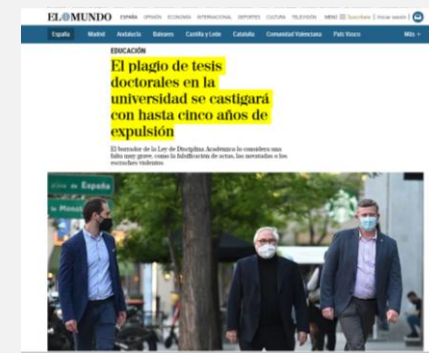 EL MUNDO ESPAÑA OPINIÓN ECONOMÍA INTERNACIONAL DEPORTES CULTURA TELEVISIÓN MENÚ Suscríbete | Iniciar sesión
España Madrid Andalucía Baleares Castilla y León Cataluña Comunidad Valenciana País Vasco Más
EDUCACIÓN
El plagio de tesis
doctorales en la
universidad se castigará
con hasta cinco años de
expulsión
El borrador de la Ley de Disciplina Académica lo considera una
falta muy grave, como la falsificación de actas, las novatadas o los
escraches violentos
de España